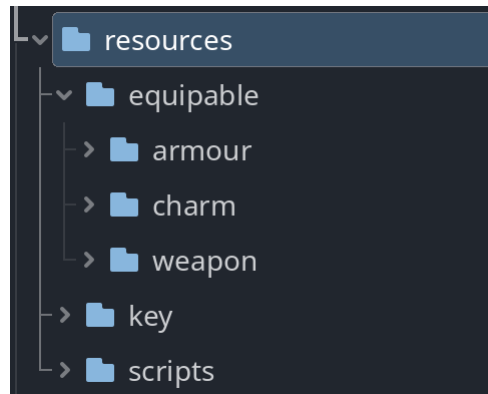 resources
equipable
armour
charm
weapon
key
scripts